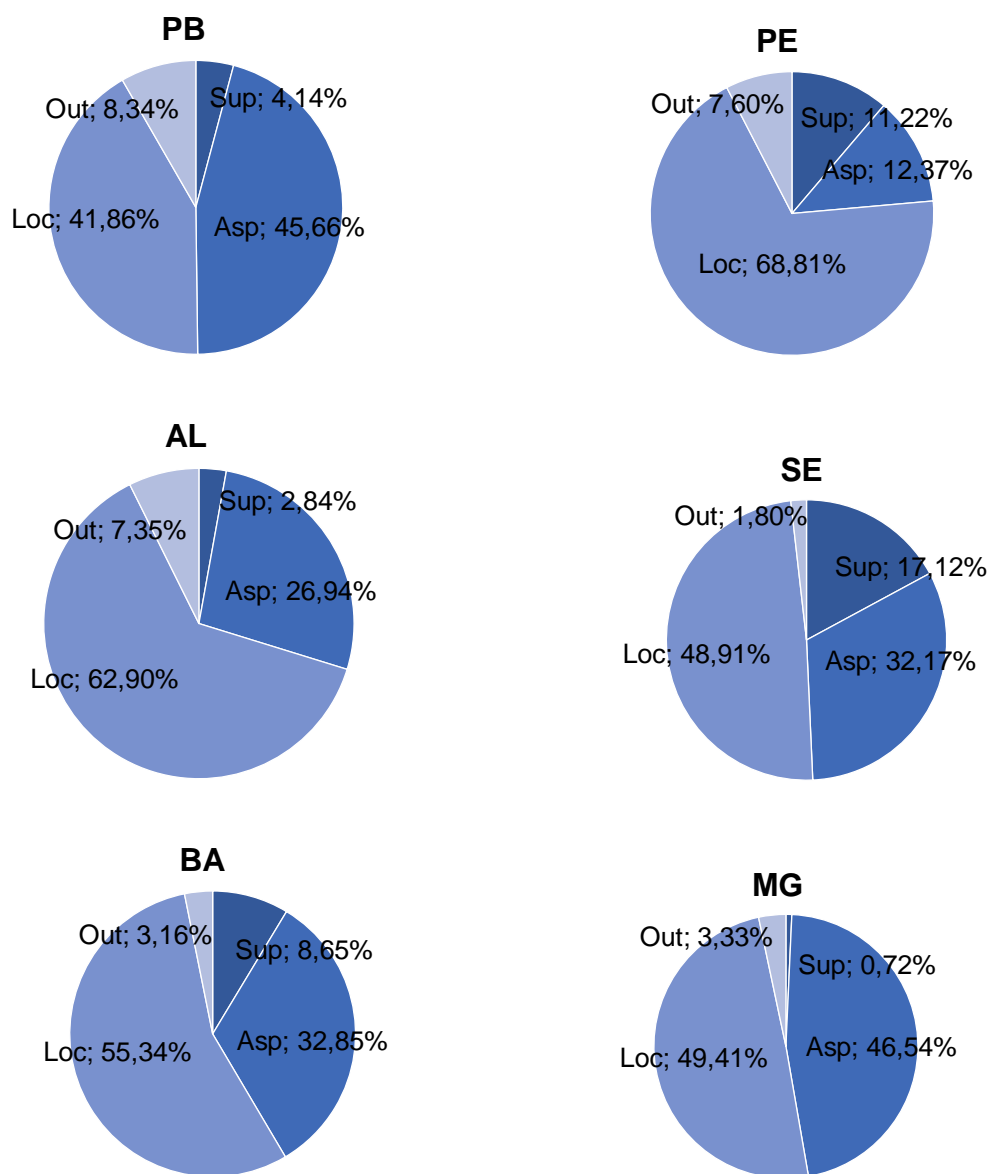 PB
Out; 8,34%
Sup; 4,14%
Loc; 41,86%
Asp; 45,66%
PE
Out; 7,60%
Sup; 11,22%
Asp; 12,37%
Loc; 68,81%
AL
Out; 7,35%
Sup; 2,84%
Asp; 26,94%
Loc; 62,90%
SE
Out; 1,80%
Sup; 17,12%
Loc; 48,91%
Asp; 32,17%
BA
Out; 3,16%
Sup; 8,65%
Loc; 55,34%
Asp; 32,85%
MG
Out; 3,33%
Sup; 0,72%
Loc; 49,41%
Asp; 46,54%